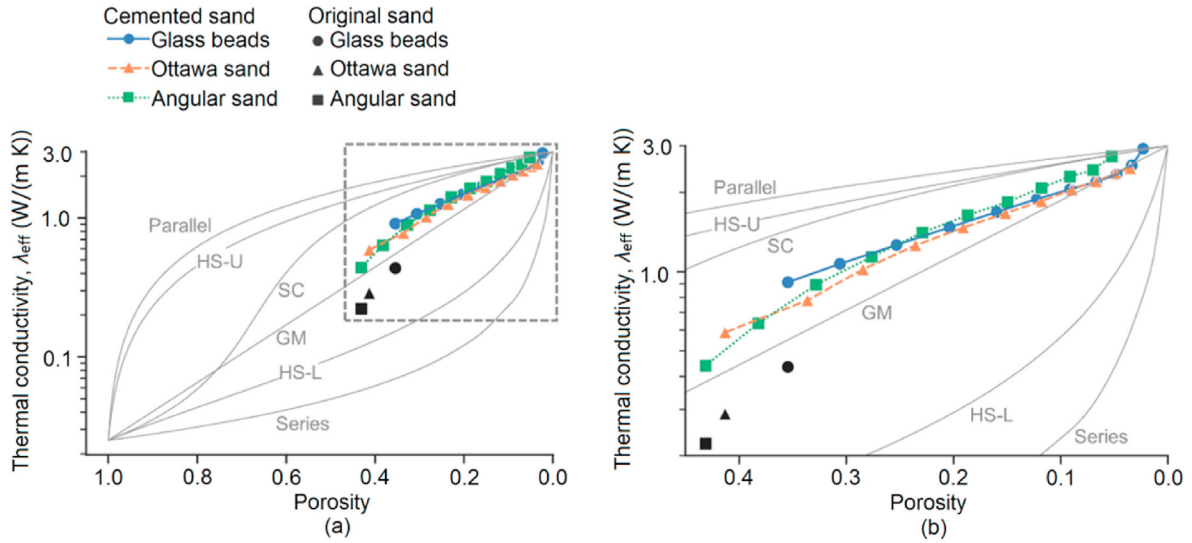 Cemented sand
Original sand
Glass beads
Glass beads
Ottawa sand
Ottawa sand
Angular sand
Angular sand
Thermal conductivity, λeff (W/(m K))
3.0
1.0
0.1
Parallel
HS-U
SC
GM
HS-L
Series
1.0
0.8
0.6
0.4
0.2
0.0
Porosity
(a)
Thermal conductivity, λeff (W/(m K))
3.0
1.0
Parallel
HS-U
SC
GM
HS-L
Series
0.4
0.3
0.2
0.1
0.0
Porosity
(b)